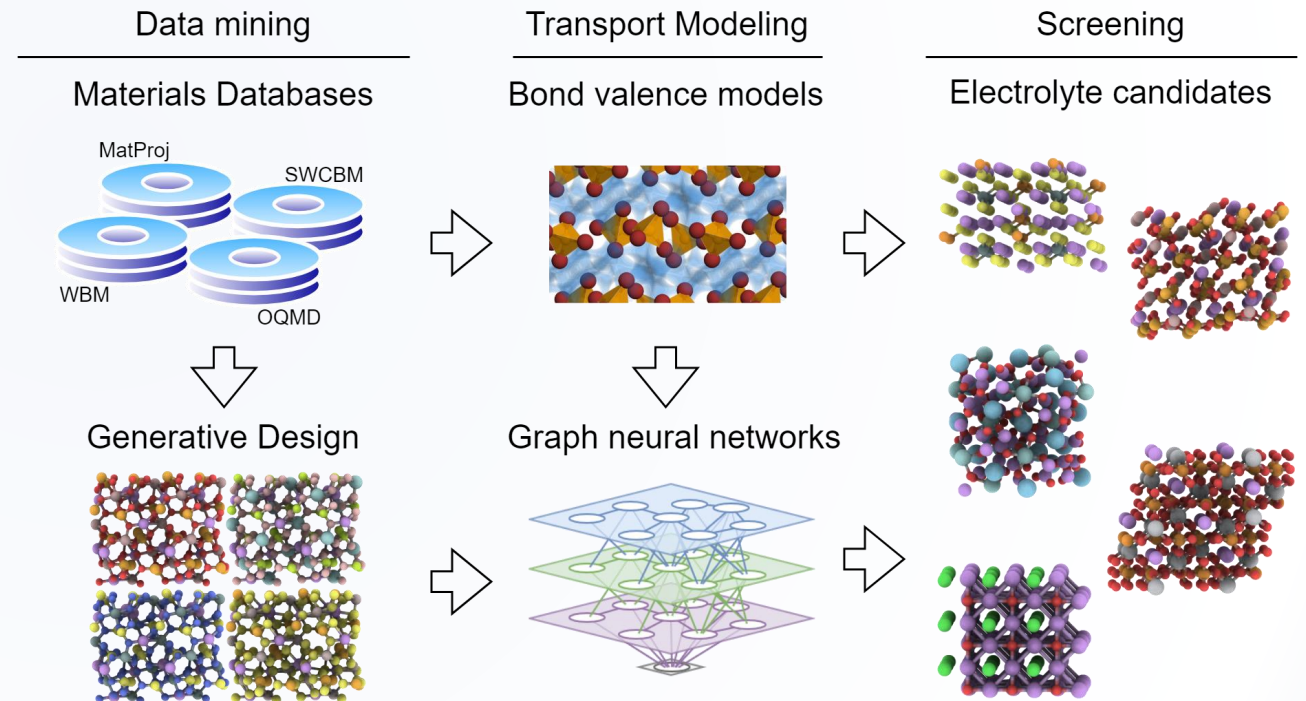 Data mining
Transport Modeling
Screening
Materials Databases
Bond valence models
Electrolyte candidates
MatProj
SWCBM
WBM
OQMD
Generative Design
Graph neural networks